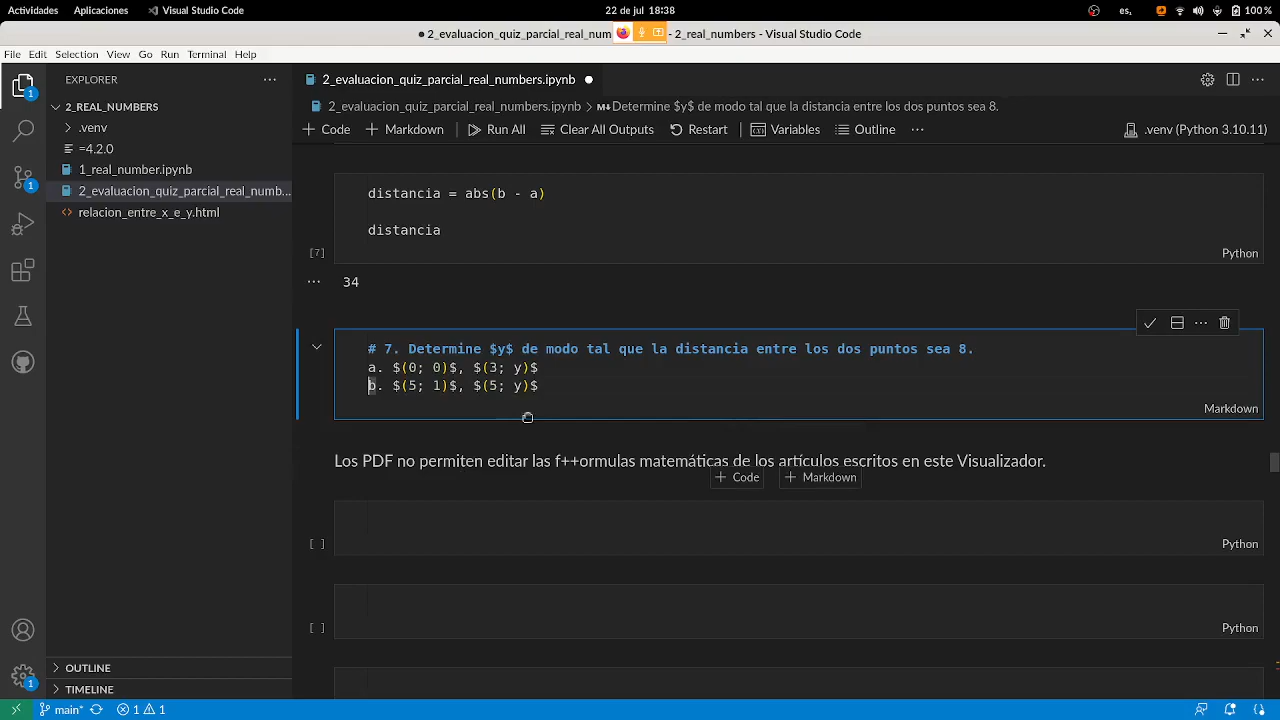 Actividades Aplicaciones Visual Studio Code 22 de jul 18:38 es, 100 %
2_evaluacion_quiz_parcial_real_num - 2_real_numbers - Visual Studio Code
File Edit Selection View Go Run Terminal Help
EXPLORER
2_evaluacion_quiz_parcial_real_numbers.ipynb
2_REAL_NUMBERS
.venv
=4.2.0
1_real_number.ipynb
2_evaluacion_quiz_parcial_real_numb...
relacion_entre_x_e_y.html
2_evaluacion_quiz_parcial_real_numbers.ipynb > Determine $y$ de modo tal que la distancia entre los dos puntos sea 8.
+ Code + Markdown Run All Clear All Outputs Restart Variables Outline ... .venv (Python 3.10.11)
distancia = abs(b - a)
distancia
[7] Python
34
# 7. Determine $y$ de modo tal que la distancia entre los dos puntos sea 8.
a. $(0; 0)$, $(3; y)$
b. $(5; 1)$, $(5; y)$
Markdown
Los PDF no permiten editar las f++ormulas matemáticas de los artículos escritos en este Visualizador.
+ Code + Markdown
[ ] Python
[ ] Python
OUTLINE
TIMELINE
main* 1 1
1
1
1